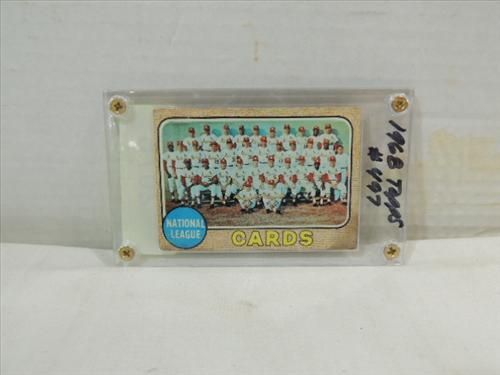 NATIONAL
LEAGUE
CARDS
1968 Topps
# 497